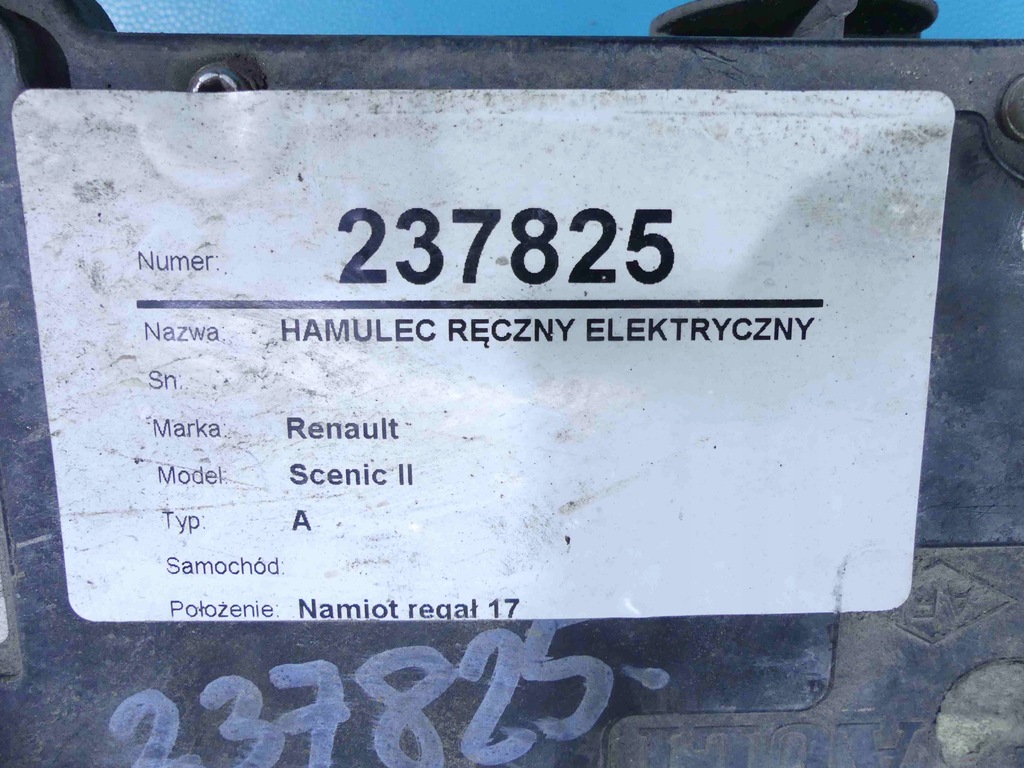 Numer: 237825
Nazwa: HAMULEC RĘCZNY ELEKTRYCZNY
Sn:
Marka: Renault
Model: Scenic II
Typ: A
Samochód:
Położenie: Namiot regał 17
237825